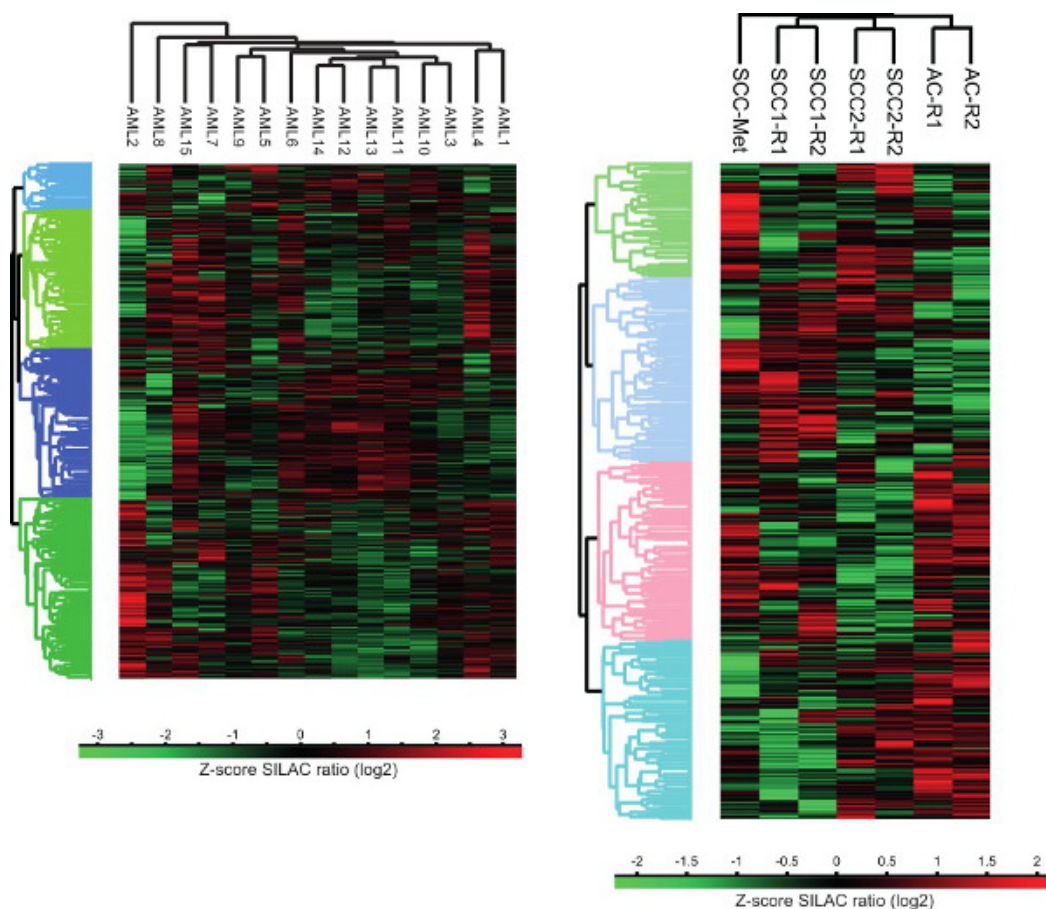 AML2
AML8
AML15
AML7
AML9
AML5
AML6
AML14
AML12
AML13
AML11
AML10
AML3
AML4
AML1
-3 -2 -1 0 1 2 3
Z-score SILAC ratio (log2)
SCC-Met
SCC1-R1
SCC1-R2
SCC2-R1
SCC2-R2
AC-R1
AC-R2
-2 -1.5 -1 -0.5 0 0.5 1 1.5 2
Z-score SILAC ratio (log2)